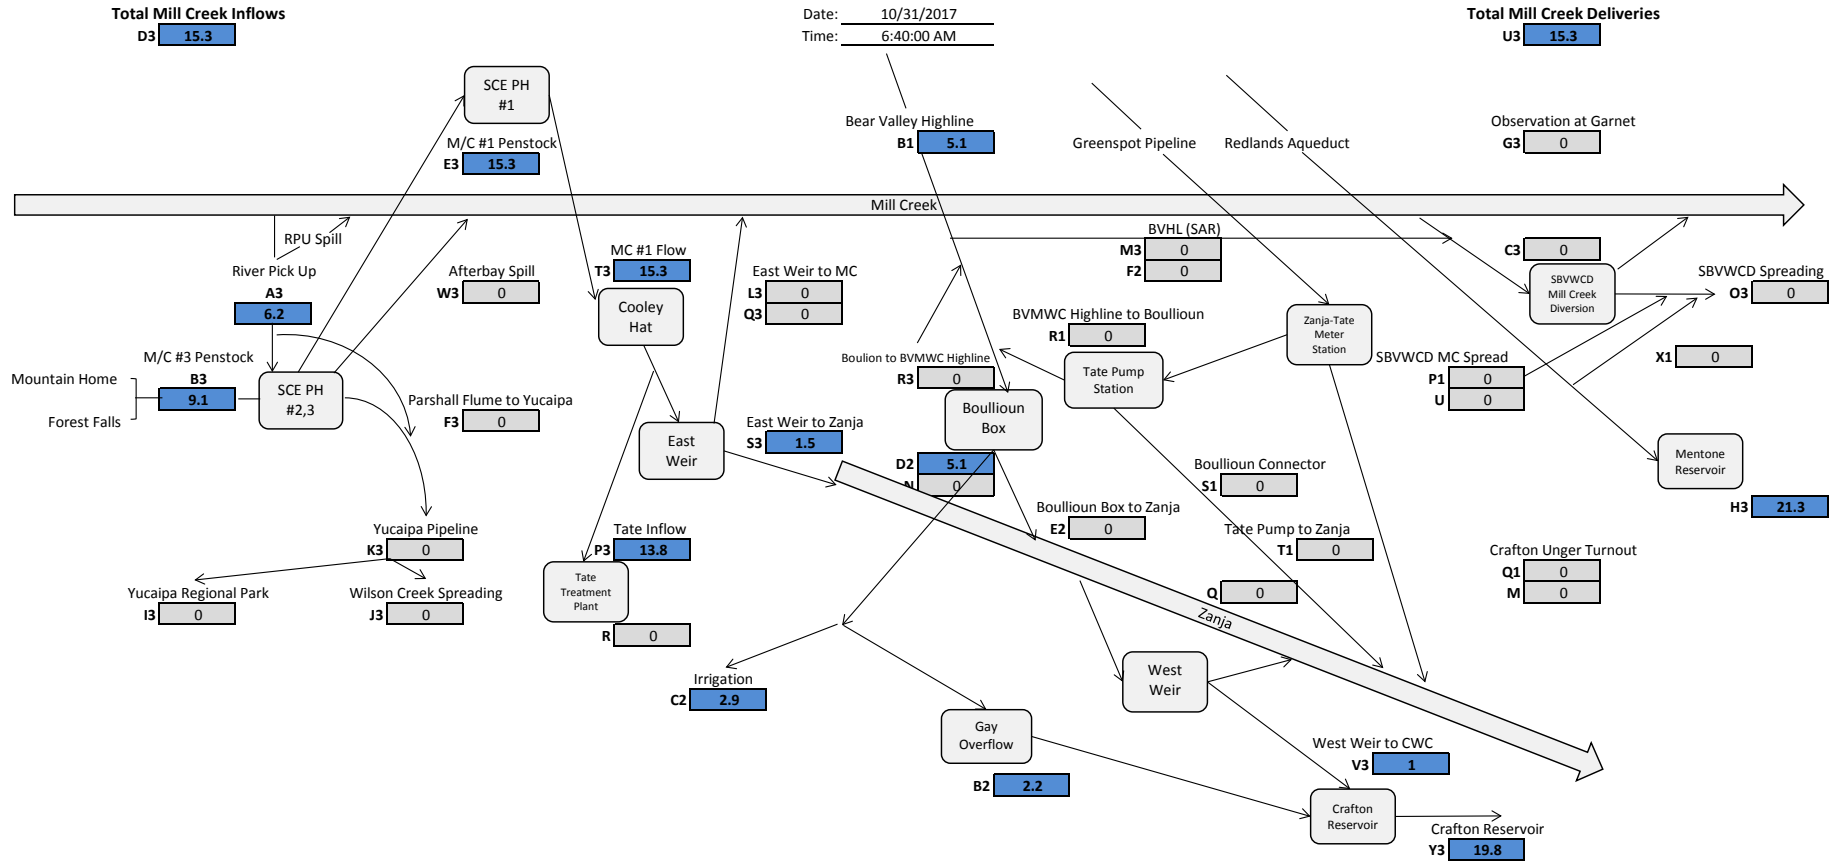 Total Mill Creek Inflows
D3 15.3
Date: 10/31/2017
Time: 6:40:00 AM
Total Mill Creek Deliveries
U3 15.3
SCE PH
#1
M/C #1 Penstock
E3 15.3
Bear Valley Highline
B1 5.1
Greenspot Pipeline
Redlands Aqueduct
Observation at Garnet
G3 0
Mill Creek
RPU Spill
River Pick Up
A3
6.2
Afterbay Spill
W3 0
MC #1 Flow
T3 15.3
Cooley
Hat
East Weir to MC
L3 0
Q3 0
BVHL (SAR)
M3 0
F2 0
C3 0
SBVWCD
Mill Creek
Diversion
SBVWCD Spreading
O3 0
BVMWC Highline to Boullioun
R1 0
Zanja-Tate
Meter
Station
M/C #3 Penstock
B3
9.1
Mountain Home
Forest Falls
SCE PH
#2,3
Parshall Flume to Yucaipa
F3 0
Boulion to BVMWC Highline
R3 0
Tate Pump
Station
SBVWCD MC Spread
P1 0
U 0
X1 0
Boullioun
Box
East
Weir
East Weir to Zanja
S3 1.5
D2 5.1
N 0
Boullioun Connector
S1 0
Mentone
Reservoir
H3 21.3
Yucaipa Pipeline
K3 0
Tate Inflow
P3 13.8
Boullioun Box to Zanja
E2 0
Tate Pump to Zanja
T1 0
Crafton Unger Turnout
Q1 0
M 0
Yucaipa Regional Park
I3 0
Wilson Creek Spreading
J3 0
Tate
Treatment
Plant
R 0
Q 0
Zanja
Irrigation
C2 2.9
West
Weir
Gay
Overflow
B2 2.2
West Weir to CWC
V3 1
Crafton
Reservoir
Crafton Reservoir
Y3 19.8